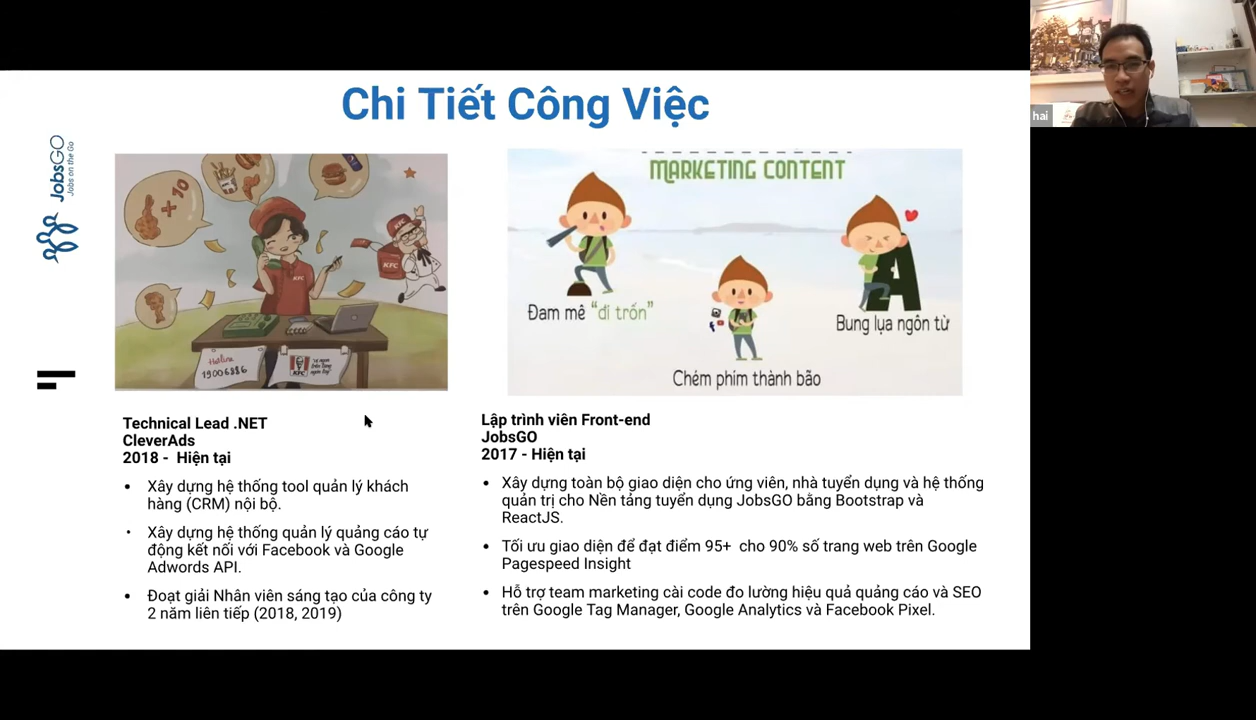 Chi Tiết Công Việc
JobsGO
Jobs on the Go
x 10
KFC
KFC
Hotline
19006886
KFC
MARKETING CONTENT
Đam mê “đi trốn”
Chém phím thành bão
A
Bung lụa ngôn từ
hai
Technical Lead .NET
CleverAds
2018 - Hiện tại
• Xây dựng hệ thống tool quản lý khách
hàng (CRM) nội bộ.
• Xây dựng hệ thống quản lý quảng cáo tự
động kết nối với Facebook và Google
Adwords API.
• Đoạt giải Nhân viên sáng tạo của công ty
2 năm liên tiếp (2018, 2019)
Lập trình viên Front-end
JobsGO
2017 - Hiện tại
• Xây dựng toàn bộ giao diện cho ứng viên, nhà tuyển dụng và hệ thống
quản trị cho Nền tảng tuyển dụng JobsGO bằng Bootstrap và
ReactJS.
• Tối ưu giao diện để đạt điểm 95+ cho 90% số trang web trên Google
Pagespeed Insight
• Hỗ trợ team marketing cài code đo lường hiệu quả quảng cáo và SEO
trên Google Tag Manager, Google Analytics và Facebook Pixel.